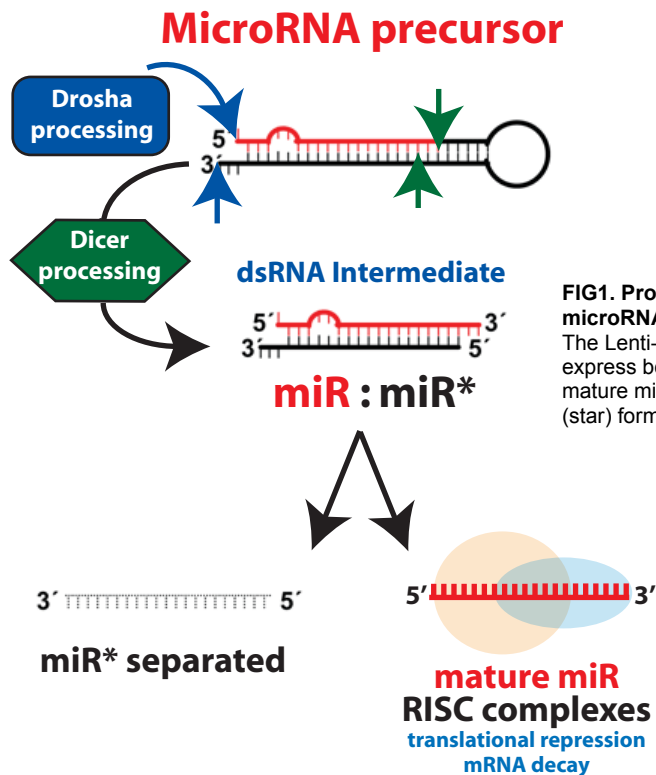 MicroRNA precursor
Drosha
processing
5´
3´
Dicer
processing
dsRNA Intermediate
5´ 3´
3´ 5´
miR : miR*
FIG1. Pro
microRNA
The Lenti-
express be
mature mi
(star) form
3´ 5´
miR* separated
5’ 3’
mature miR
RISC complexes
translational repression
mRNA decay